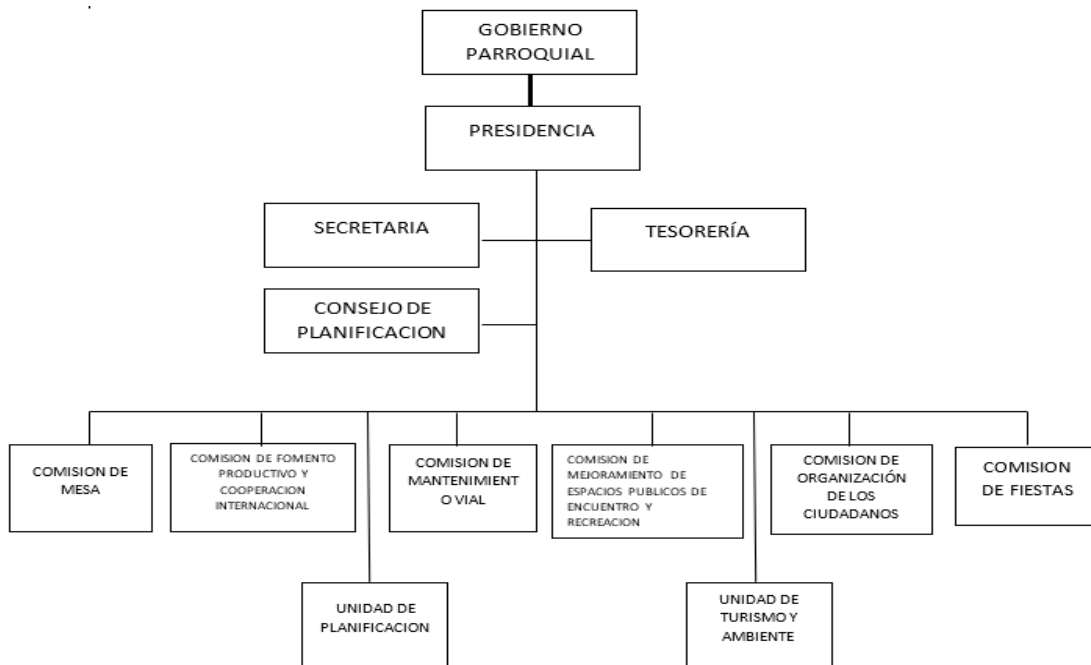 GOBIERNO
PARROQUIAL
PRESIDENCIA
SECRETARIA
TESORERÍA
CONSEJO DE
PLANIFICACION
COMISION DE
MESA
COMISION DE FOMENTO
PRODUCTIVO Y
COOPERACION
INTERNACIONAL
COMISION DE
MANTENIMIENT
O VIAL
COMISION DE
MEJORAMIENTO DE
ESPACIOS PUBLICOS DE
ENCUENTRO Y
RECREACION
COMISION DE
ORGANIZACIÓN
DE LOS
CIUDADANOS
COMISION
DE FIESTAS
UNIDAD DE
PLANIFICACION
UNIDAD DE
TURISMO Y
AMBIENTE